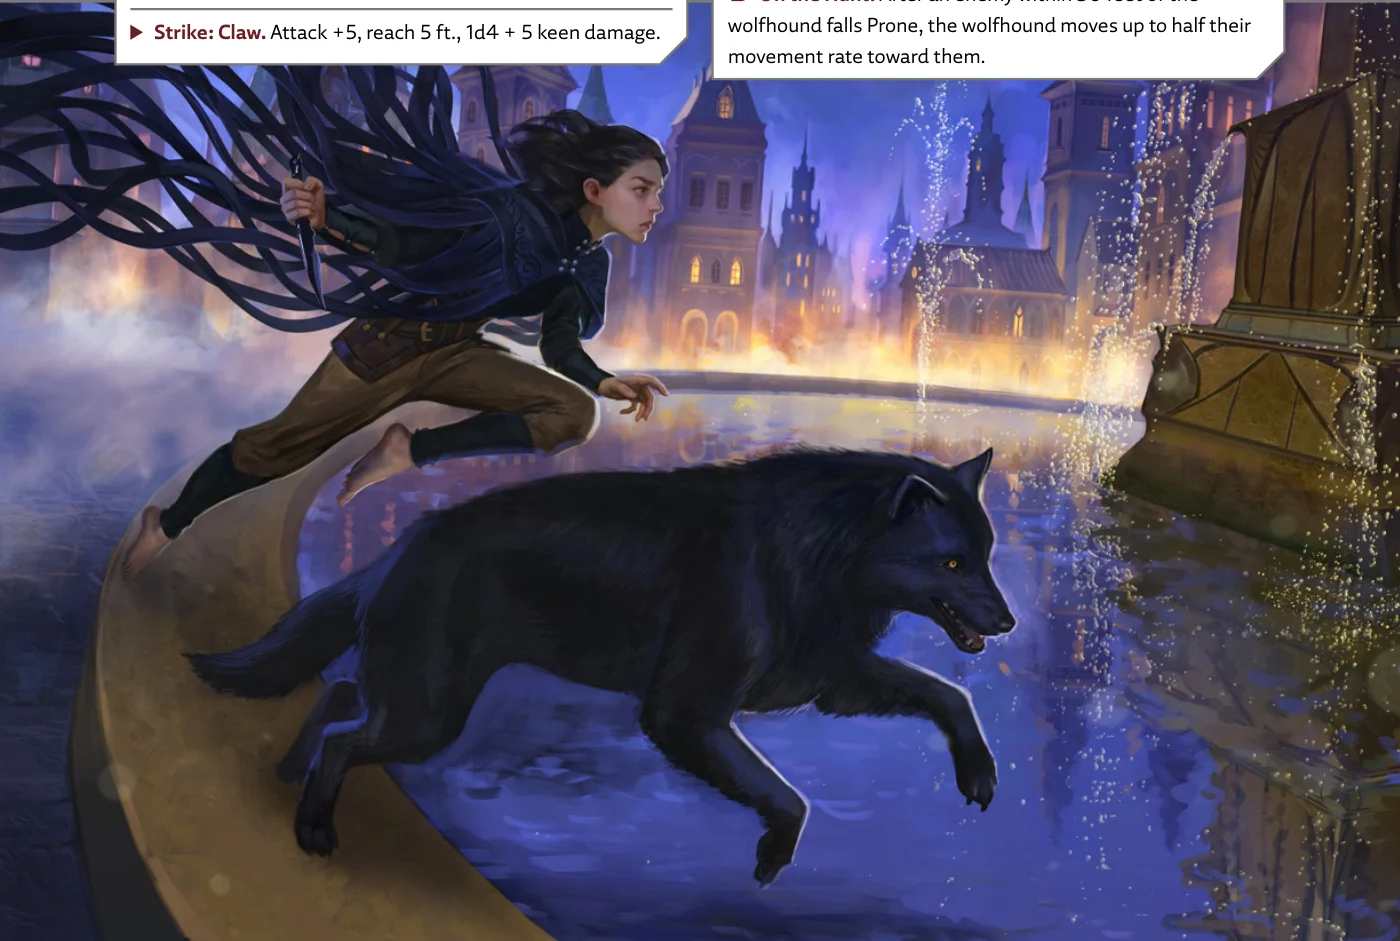 ▶ Strike: Claw. Attack +5, reach 5 ft., 1d4 + 5 keen damage.
wolfhound falls Prone, the wolfhound moves up to half their
movement rate toward them.